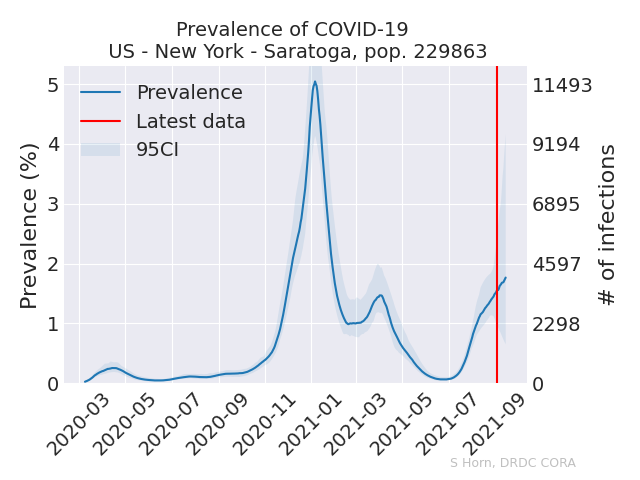 Prevalence of COVID-19
US - New York - Saratoga, pop. 229863
Prevalence
Latest data
95CI
Prevalence (%)
5
4
3
2
1
0
11493
9194
6895
4597
2298
0
# of infections
2020-03
2020-05
2020-07
2020-09
2020-11
2021-01
2021-03
2021-05
2021-07
2021-09
S Horn, DRDC CORA